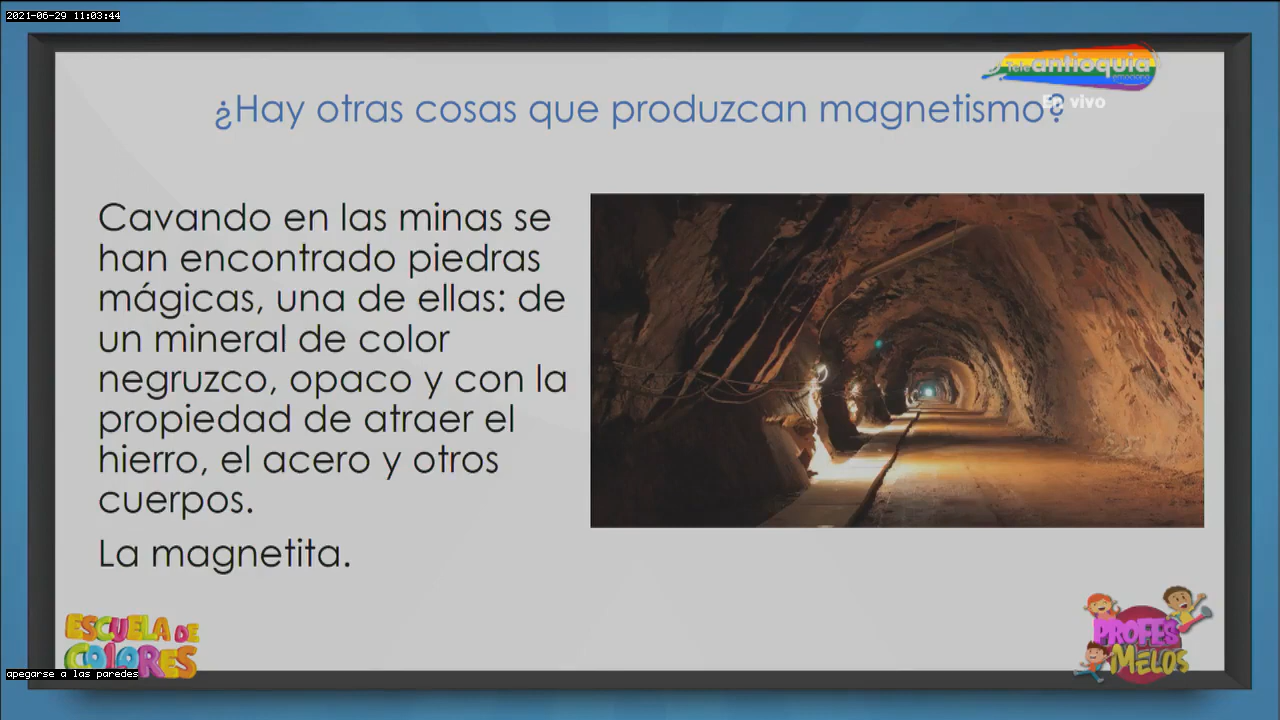 2021-06-29 11:03:44
Teleantioquia
emociona
En vivo
¿Hay otras cosas que produzcan magnetismo?
Cavando en las minas se
han encontrado piedras
mágicas, una de ellas: de
un mineral de color
negruzco, opaco y con la
propiedad de atraer el
hierro, el acero y otros
cuerpos.
La magnetita.
ESCUELA DE
COLORES
PROFES
MELOS
apegarse a las paredes